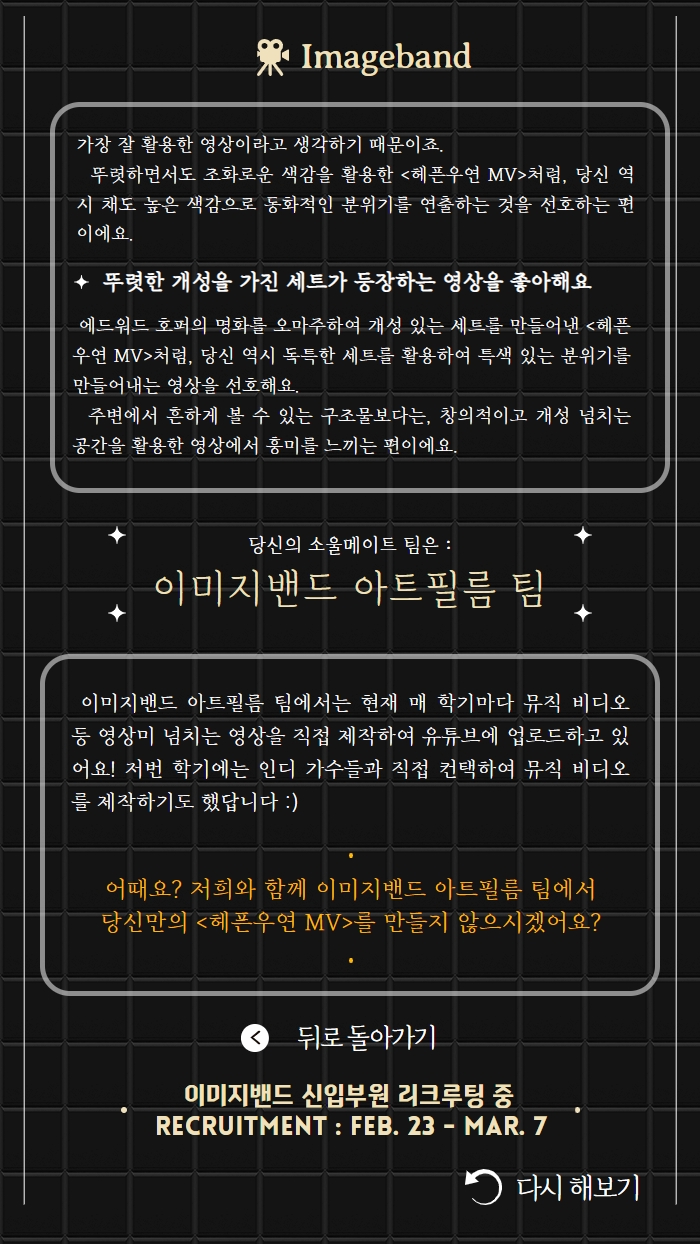 Imageband
가장 잘 활용한 영상이라고 생각하기 때문이죠.
뚜렷하면서도 조화로운 색감을 활용한 <헤픈우연 MV>처럼, 당신 역
시 채도 높은 색감으로 동화적인 분위기를 연출하는 것을 선호하는 편
이에요.
✦ 뚜렷한 개성을 가진 세트가 등장하는 영상을 좋아해요
에드워드 호퍼의 명화를 오마주하여 개성 있는 세트를 만들어낸 <헤픈
우연 MV>처럼, 당신 역시 독특한 세트를 활용하여 특색 있는 분위기를
만들어내는 영상을 선호해요.
주변에서 흔하게 볼 수 있는 구조물보다는, 창의적이고 개성 넘치는
공간을 활용한 영상에서 흥미를 느끼는 편이에요.
당신의 소울메이트 팀은 :
이미지밴드 아트필름 팀
이미지밴드 아트필름 팀에서는 현재 매 학기마다 뮤직 비디오
등 영상미 넘치는 영상을 직접 제작하여 유튜브에 업로드하고 있
어요! 저번 학기에는 인디 가수들과 직접 컨택하여 뮤직 비디오
를 제작하기도 했답니다 :)
어때요? 저희와 함께 이미지밴드 아트필름 팀에서
당신만의 <헤픈우연 MV>를 만들지 않으시겠어요?
뒤로 돌아가기
이미지밴드 신입부원 리크루팅 중
RECRUITMENT : FEB. 23 - MAR. 7
다시 해보기